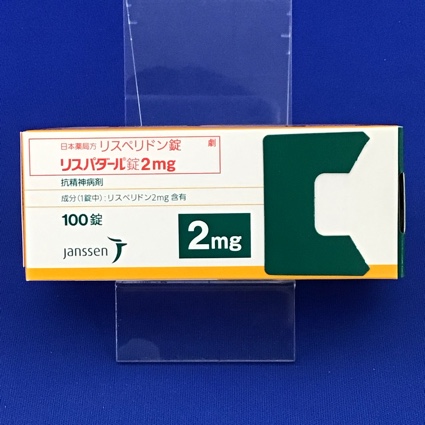 日本薬局方 リスペリドン錠 劇
リスパダール錠2mg
抗精神病剤
成分(1錠中):リスペリドン2mg 含有
100錠
janssen
2mg